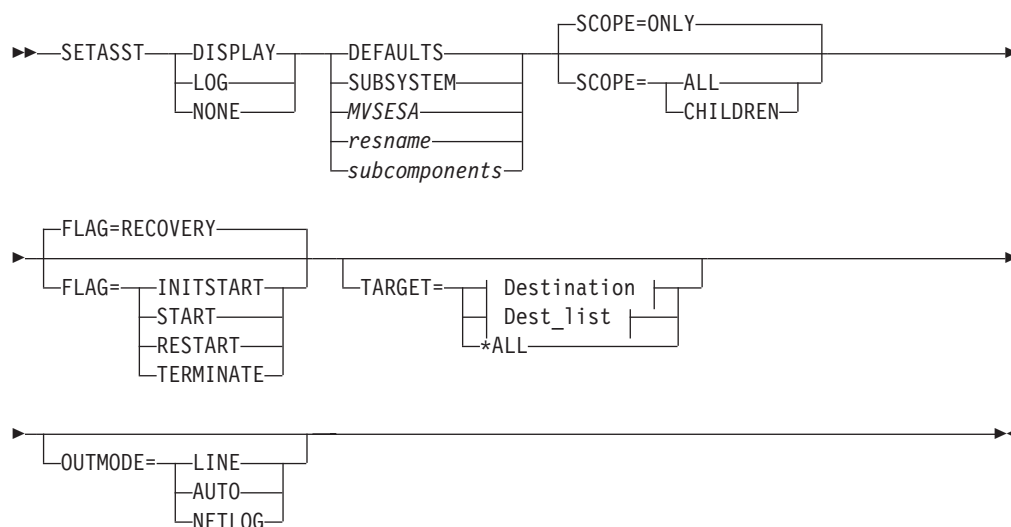 SCOPE=ONLY
SETASST DISPLAY DEFAULTS
LOG SUBSYSTEM SCOPE= ALL
NONE MVSESA CHILDREN
resname
subcomponents
FLAG=RECOVERY
FLAG= INITSTART TARGET= Destination
START Dest_list
RESTART *ALL
TERMINATE
OUTMODE= LINE
AUTO
NETLOG